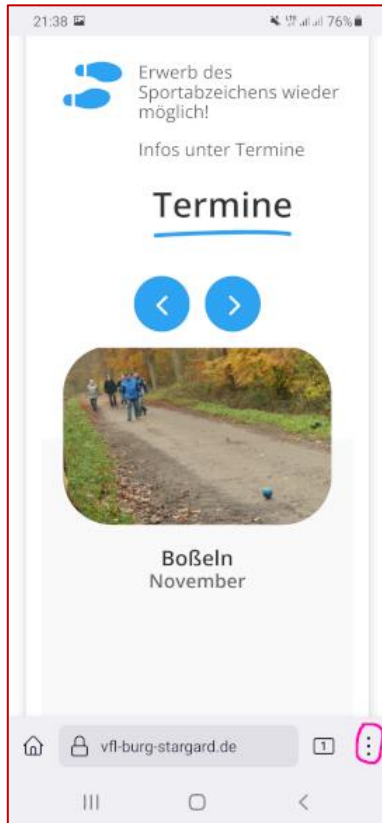 21:38 76%
Erwerb des
Sportabzeichens wieder
möglich!
Infos unter Termine
Termine
Boßeln
November
vfl-burg-stargard.de 1